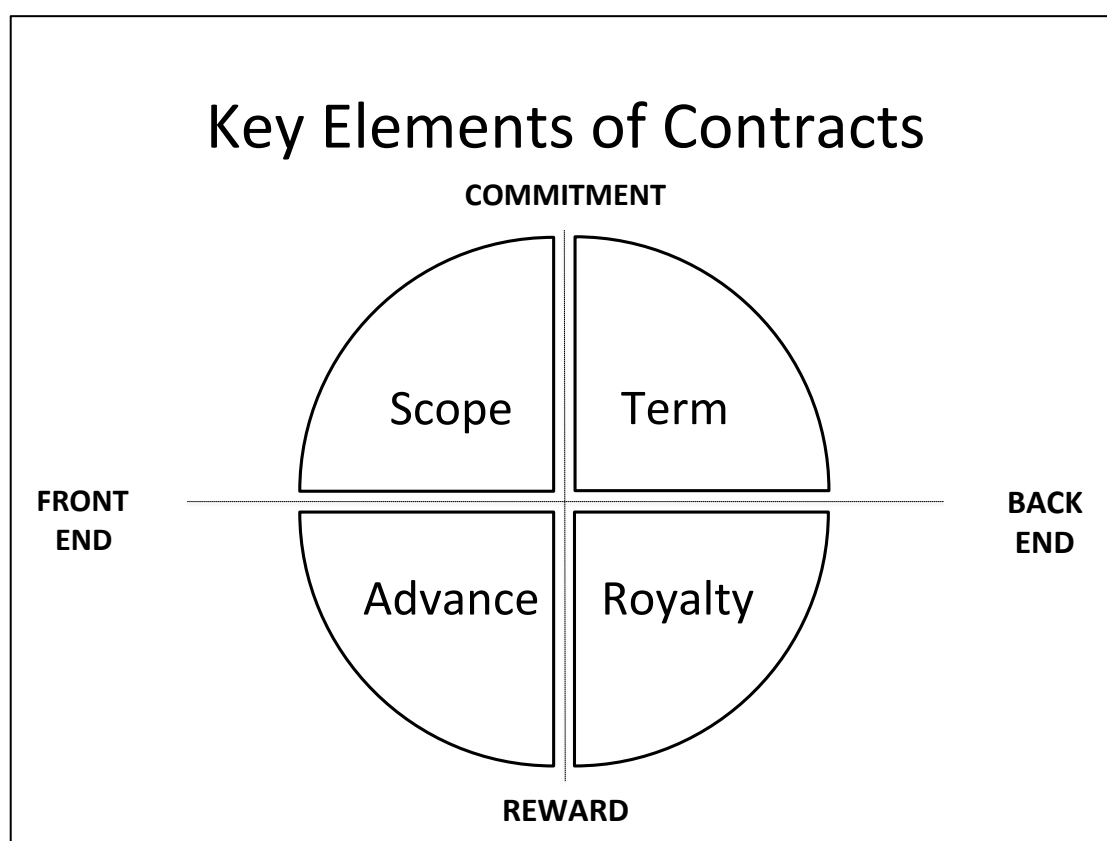 Key Elements of Contracts
COMMITMENT
Scope
Term
FRONT
END
BACK
END
Advance
Royalty
REWARD